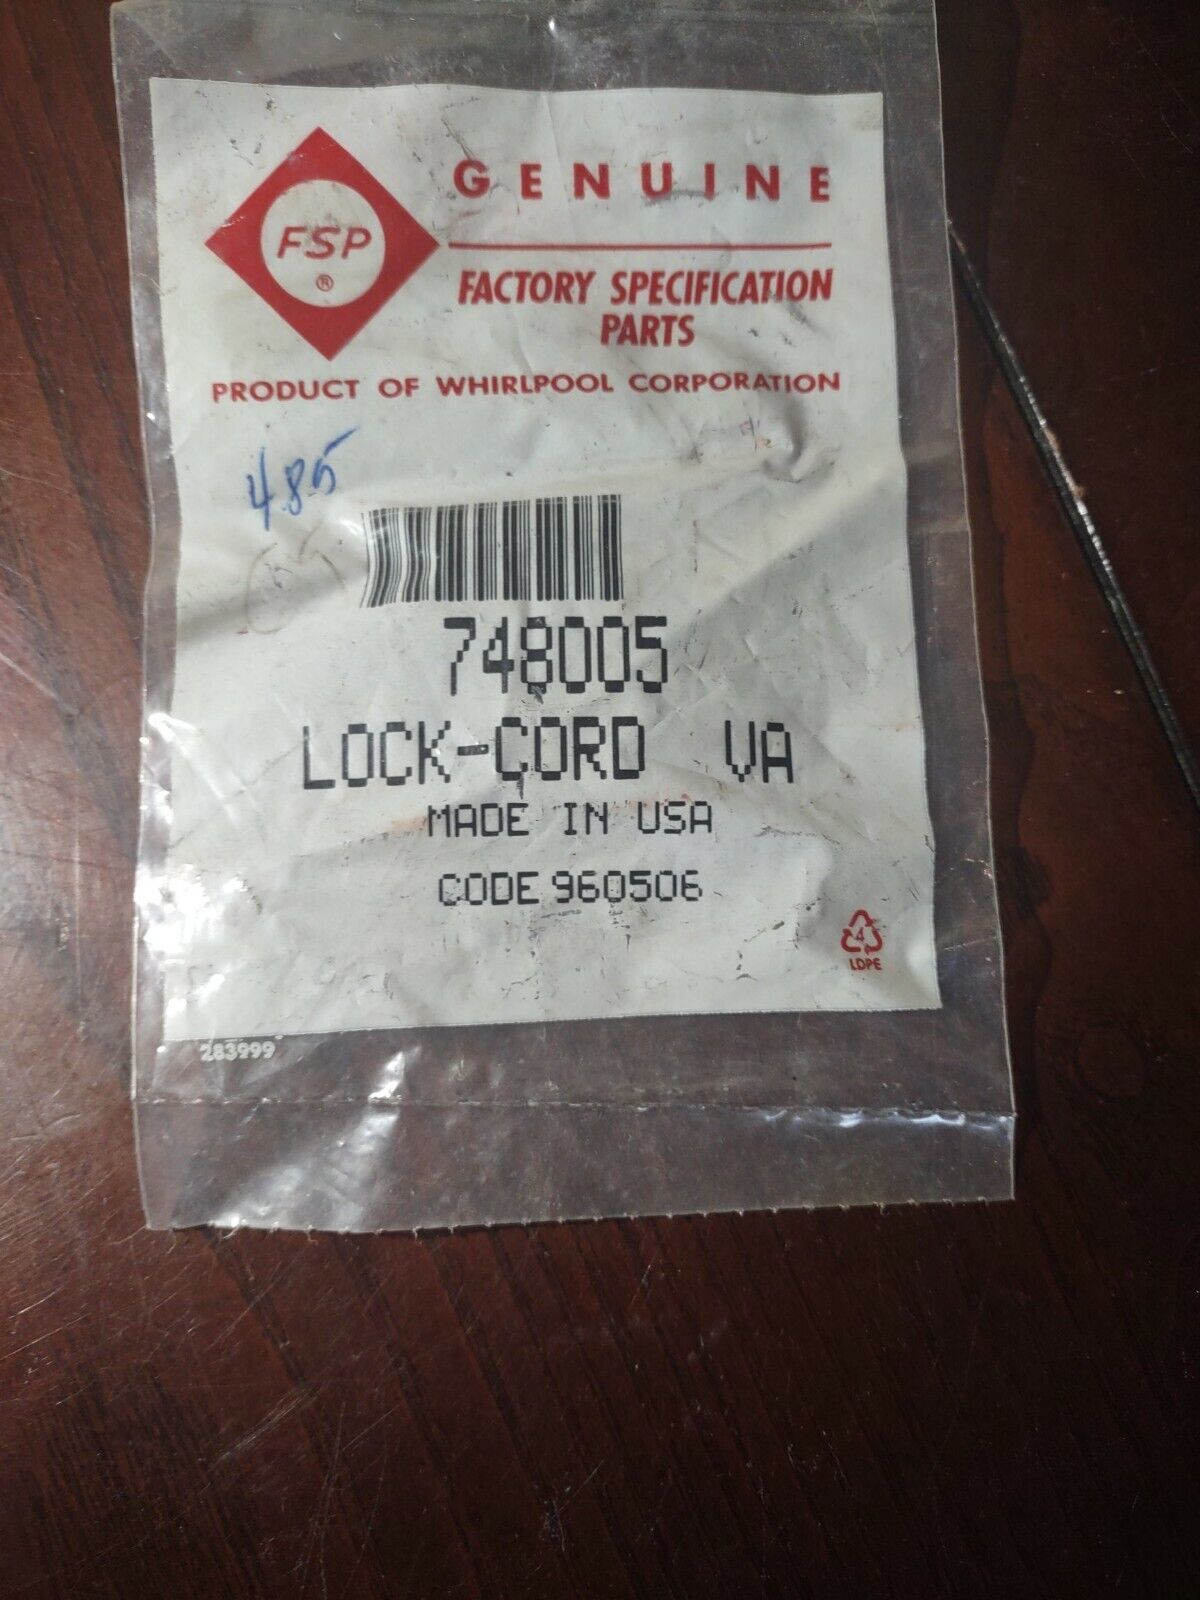 GENUINE
FSP
®
FACTORY SPECIFICATION
PARTS
PRODUCT OF WHIRLPOOL CORPORATION
4.85
748005
LOCK-CORD VA
MADE IN USA
CODE 960506
4
LDPE
283999